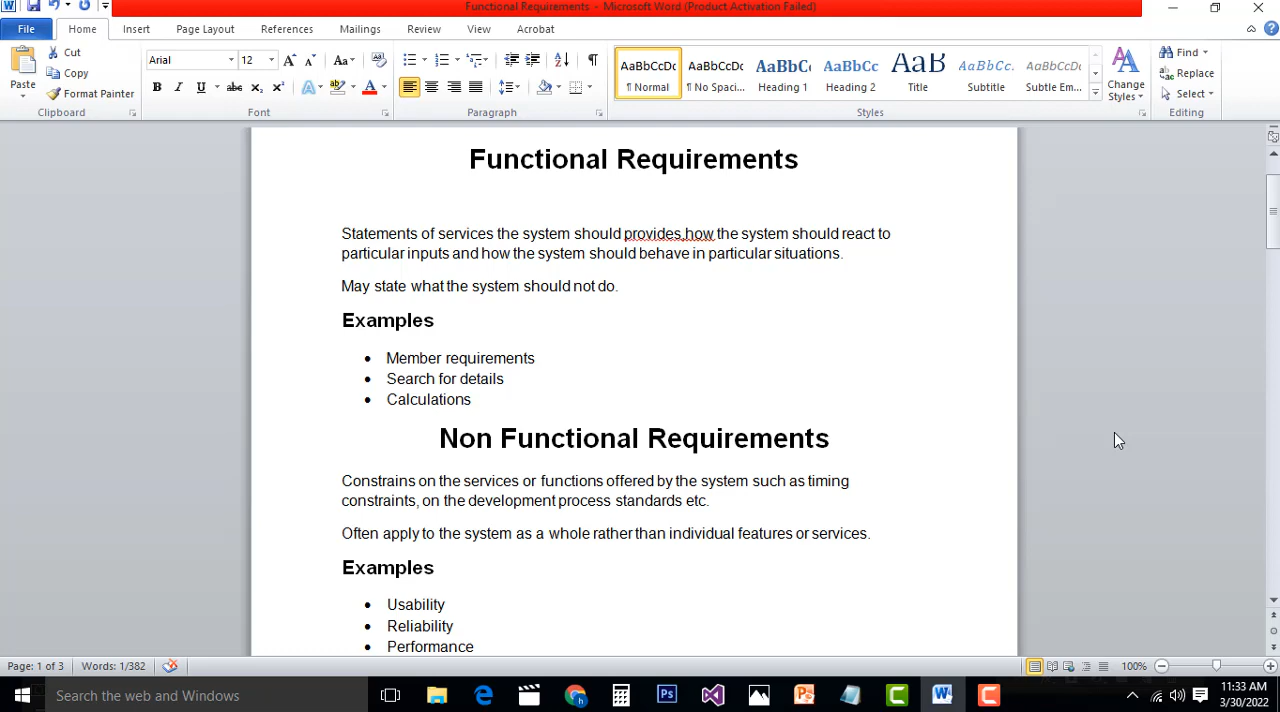 Functional Requirements - Microsoft Word (Product Activation Failed)
File Home Insert Page Layout References Mailings Review View Acrobat
Paste
Cut
Copy
Format Painter
Clipboard
Arial 12
Font
Paragraph
AaBbCcDc AaBbCcDc AaBbC AaBbCc AaB AaBbCc. AaBbCcDc
¶ Normal ¶ No Spaci... Heading 1 Heading 2 Title Subtitle Subtle Em...
Change
Styles
Styles
Find
Replace
Select
Editing
Functional Requirements
Statements of services the system should provides,how the system should react to
particular inputs and how the system should behave in particular situations.
May state what the system should not do.
Examples
• Member requirements
• Search for details
• Calculations
Non Functional Requirements
Constrains on the services or functions offered by the system such as timing
constraints, on the development process standards etc.
Often apply to the system as a whole rather than individual features or services.
Examples
• Usability
• Reliability
• Performance
Page: 1 of 3 Words: 1/382 100%
Search the web and Windows
11:33 AM
3/30/2022